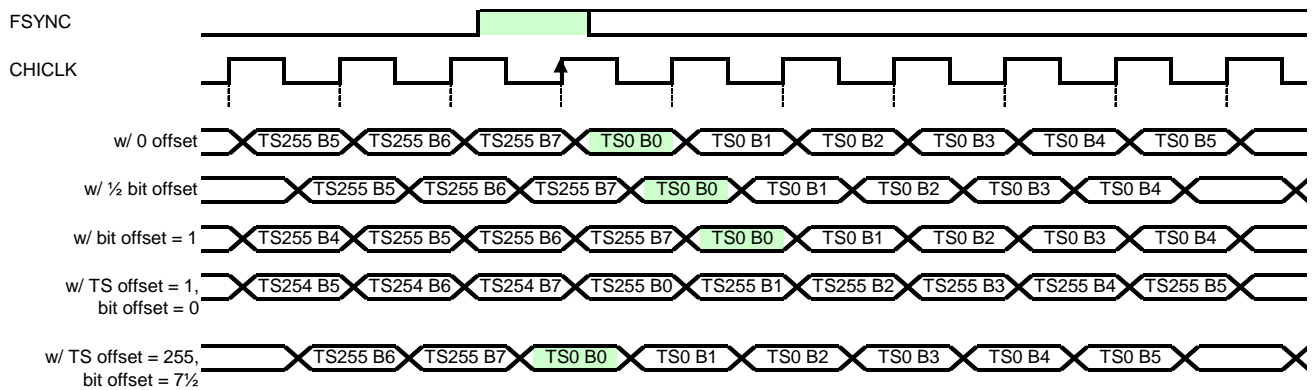 FSYNC
CHICLK
w/ 0 offset TS255 B5 TS255 B6 TS255 B7 TS0 B0 TS0 B1 TS0 B2 TS0 B3 TS0 B4 TS0 B5
w/ ½ bit offset TS255 B5 TS255 B6 TS255 B7 TS0 B0 TS0 B1 TS0 B2 TS0 B3 TS0 B4
w/ bit offset = 1 TS255 B4 TS255 B5 TS255 B6 TS255 B7 TS0 B0 TS0 B1 TS0 B2 TS0 B3 TS0 B4
w/ TS offset = 1, TS254 B5 TS254 B6 TS254 B7 TS255 B0 TS255 B1 TS255 B2 TS255 B3 TS255 B4 TS255 B5
bit offset = 0
w/ TS offset = 255, TS255 B6 TS255 B7 TS0 B0 TS0 B1 TS0 B2 TS0 B3 TS0 B4 TS0 B5
bit offset = 7½